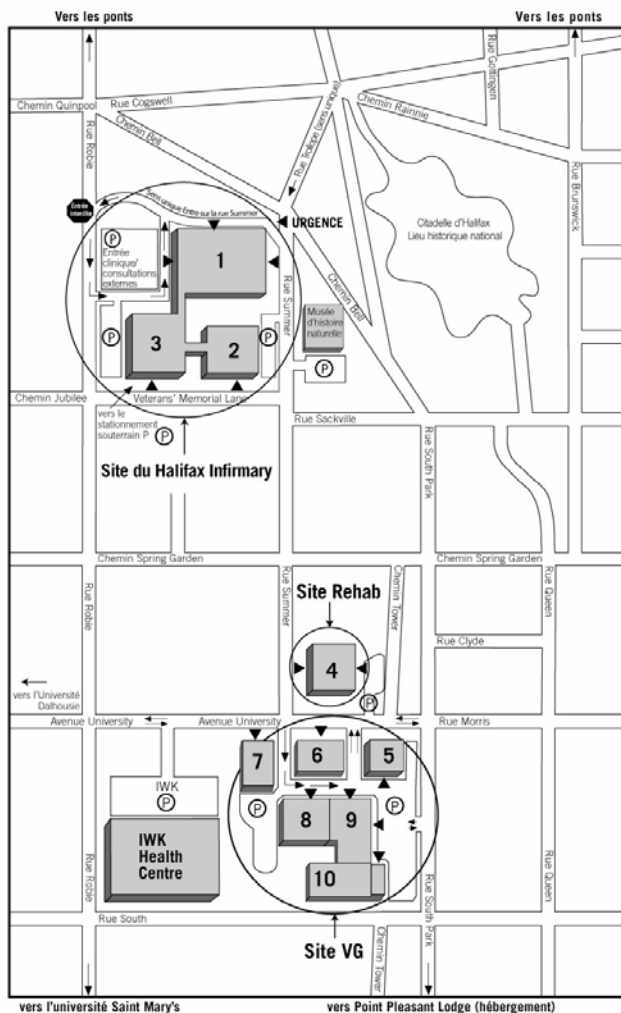 Vers les ponts
Vers les ponts
Rue Gottingen
Chemin Quinpool
Rue Cogswell
Chemin Bell
Rue Trollope (sens unique)
Chemin Rainnie
Rue Robie
Rue Brunswick
Entrée
interdite
Sens unique Entre sur la rue Summer
URGENCE
Citadelle d'Halifax
Lieu historique national
P
Entrée
clinique/
consultations
externes
1
Rue Summer
Chemin Bell
Musée
d'histoire
naturelle
P
3
2
P
P
Chemin Jubilee
Veterans' Memorial Lane
vers le
stationnement
souterrain P
P
Rue Sackville
Rue South Park
Site du Halifax Infirmary
Chemin Spring Garden
Chemin Spring Garden
Rue Robie
Rue Summer
Chemin Tower
Rue Queen
Site Rehab
Rue Clyde
4
vers l'Université
Dalhousie
P
Avenue University
Avenue University
Rue Morris
7
6
5
IWK
P
P
P
8
9
IWK
Health
Centre
10
Rue Robie
Rue South Park
Rue Queen
Rue South
Site VG
Chemin Tower
vers l'université Saint Mary's
vers Point Pleasant Lodge (hébergement)